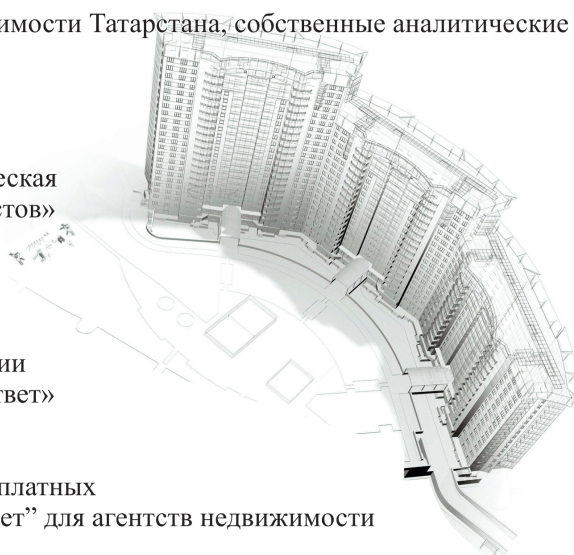 имости Татарстана, собственные аналитические
еская
стов»
ии
твет»
платных
ет” для агентств недвижимости